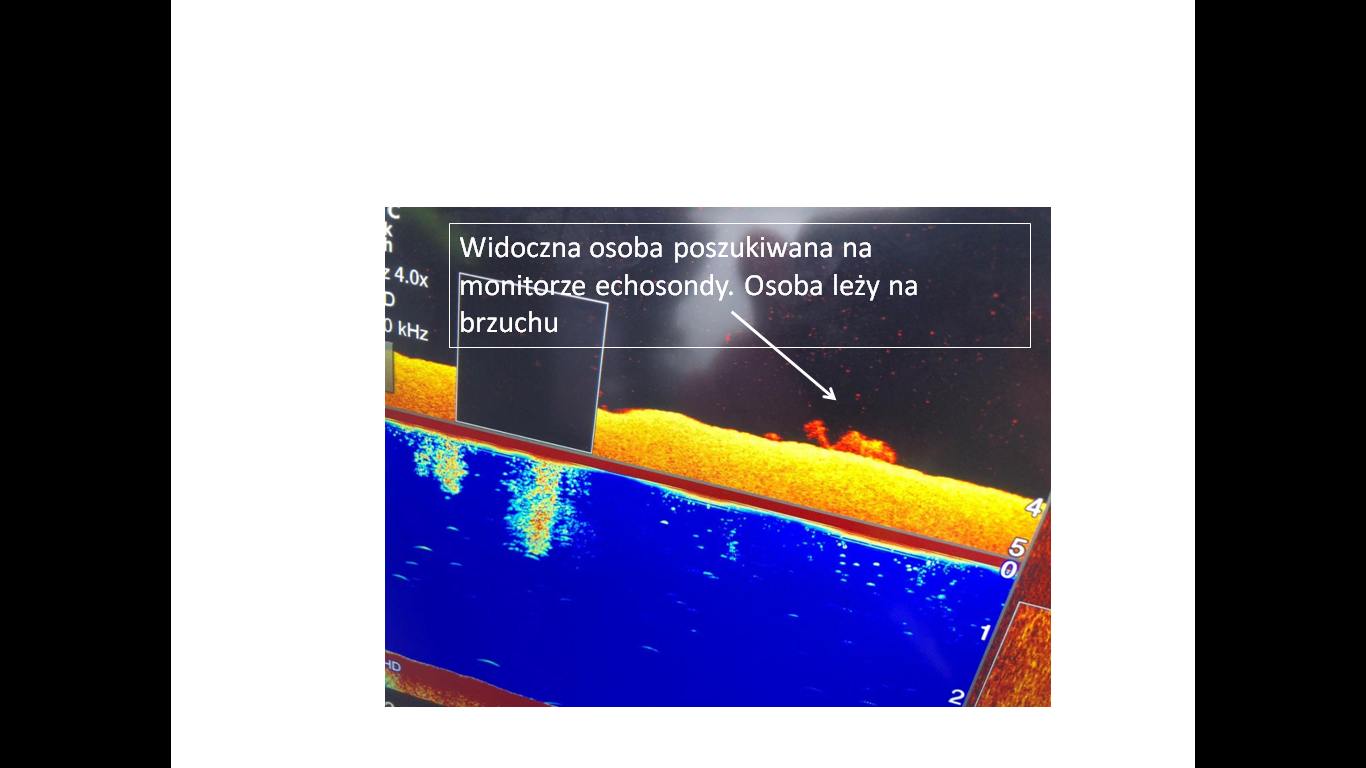 Widoczna osoba poszukiwana na
monitorze echosondy. Osoba leży na
brzuchu
4.0x
kHz
4
5
0
1
2
HD